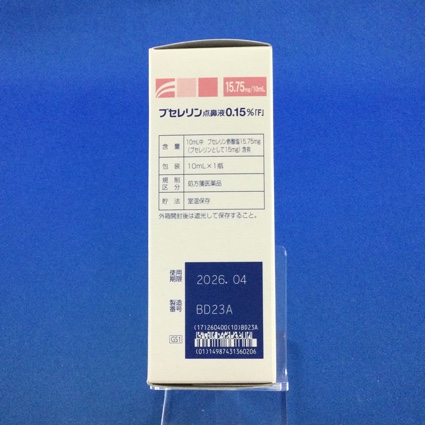 15.75mg/10mL
ブセレリン点鼻液0.15%「F」
含量 10mL中 ブセレリン酢酸塩15.75mg
(ブセレリンとして15mg)含有
包装 10mL×1瓶
規制
区分 処方箋医薬品
貯法 室温保存
外箱開封後は遮光して保存すること。
使用
期限 2026.04
製造
番号 BD23A
(17)260400(10)BD23A
GS1
(01)14987431360206